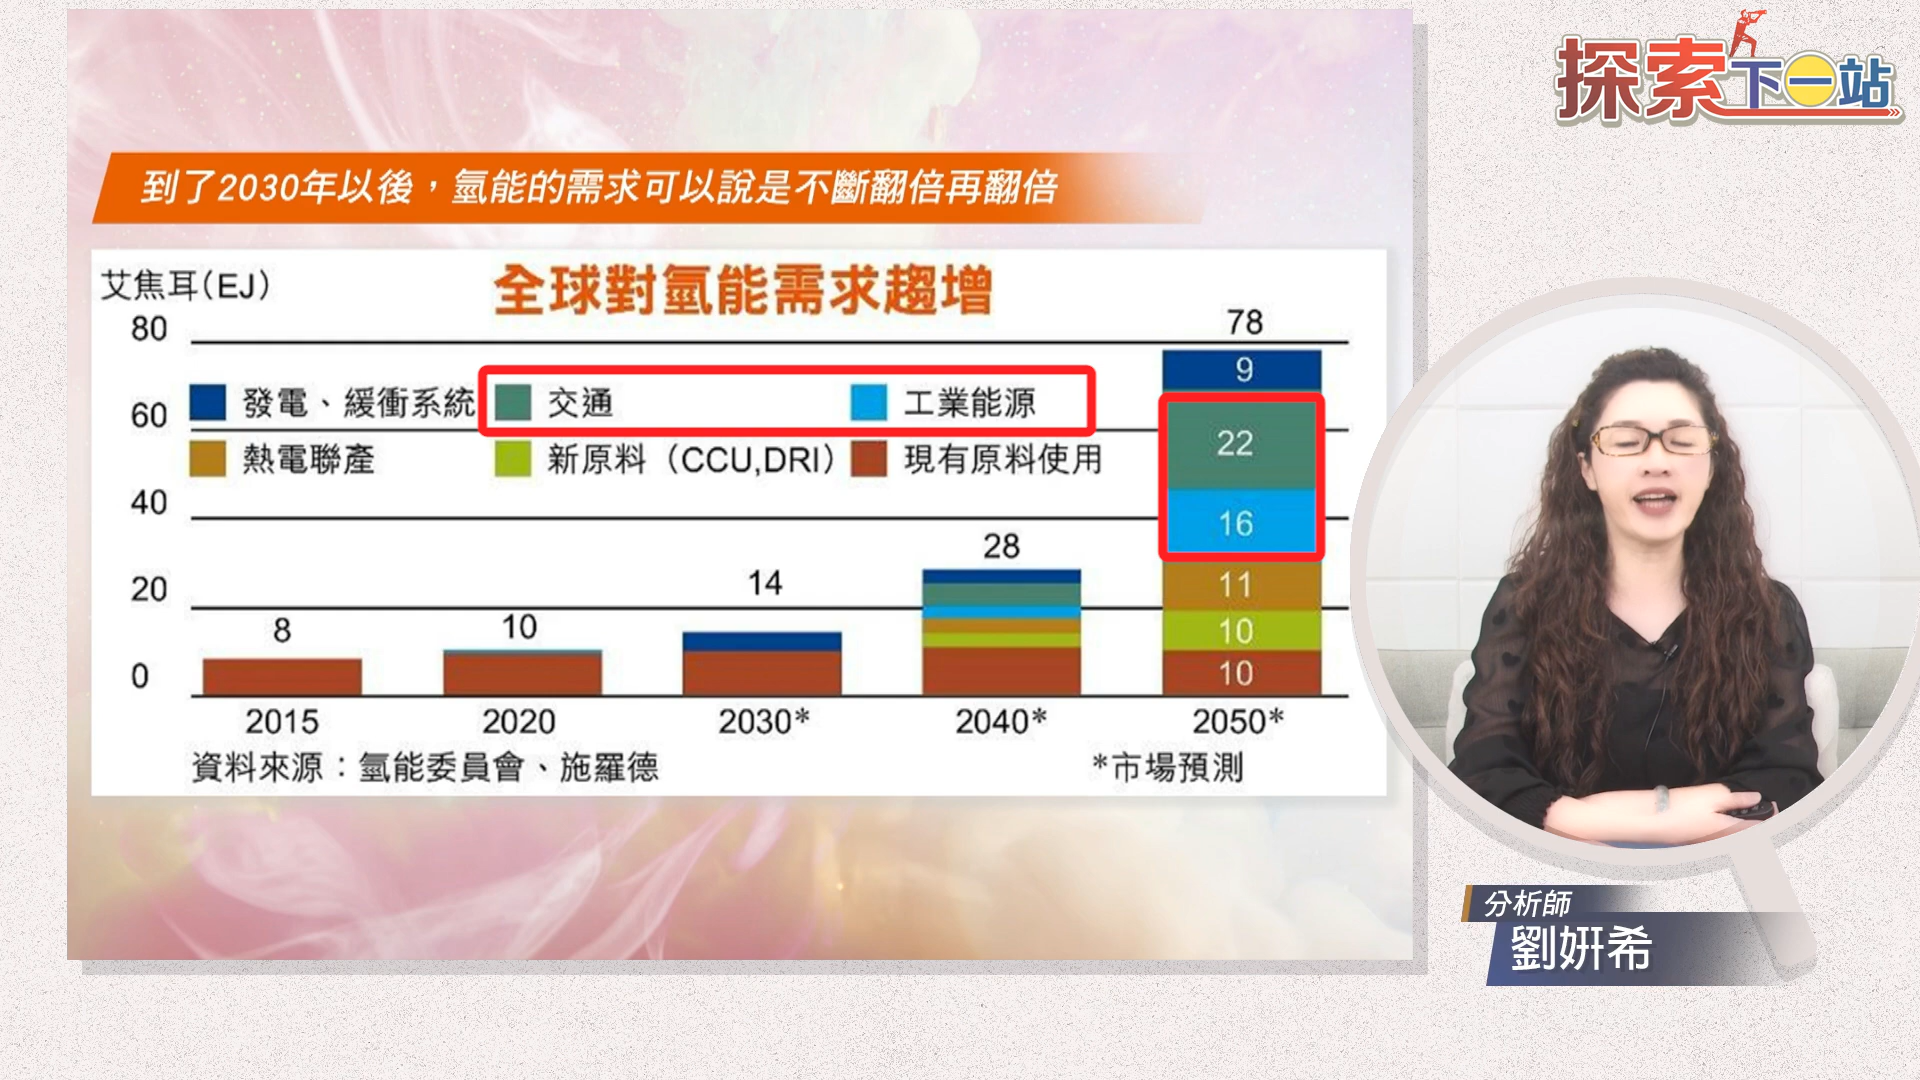 探索下一站
到了2030年以後，氫能的需求可以說是不斷翻倍再翻倍
艾焦耳(EJ)
全球對氫能需求趨增
80
60
40
20
0
發電、緩衝系統
交通
工業能源
熱電聯產
新原料（CCU,DRI）
現有原料使用
8
10
14
28
78
9
22
16
11
10
10
2015
2020
2030*
2040*
2050*
資料來源：氫能委員會、施羅德
*市場預測
分析師
劉妍希